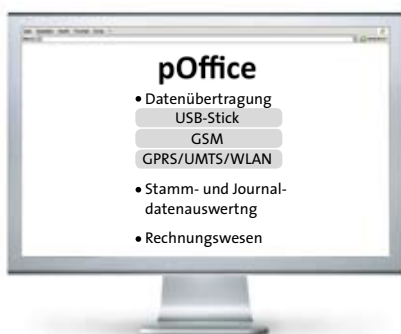 pOffice
• Datenübertragung
USB-Stick
GSM
GPRS/UMTS/WLAN
• Stamm- und Journal-
datenauswertng
• Rechnungswesen